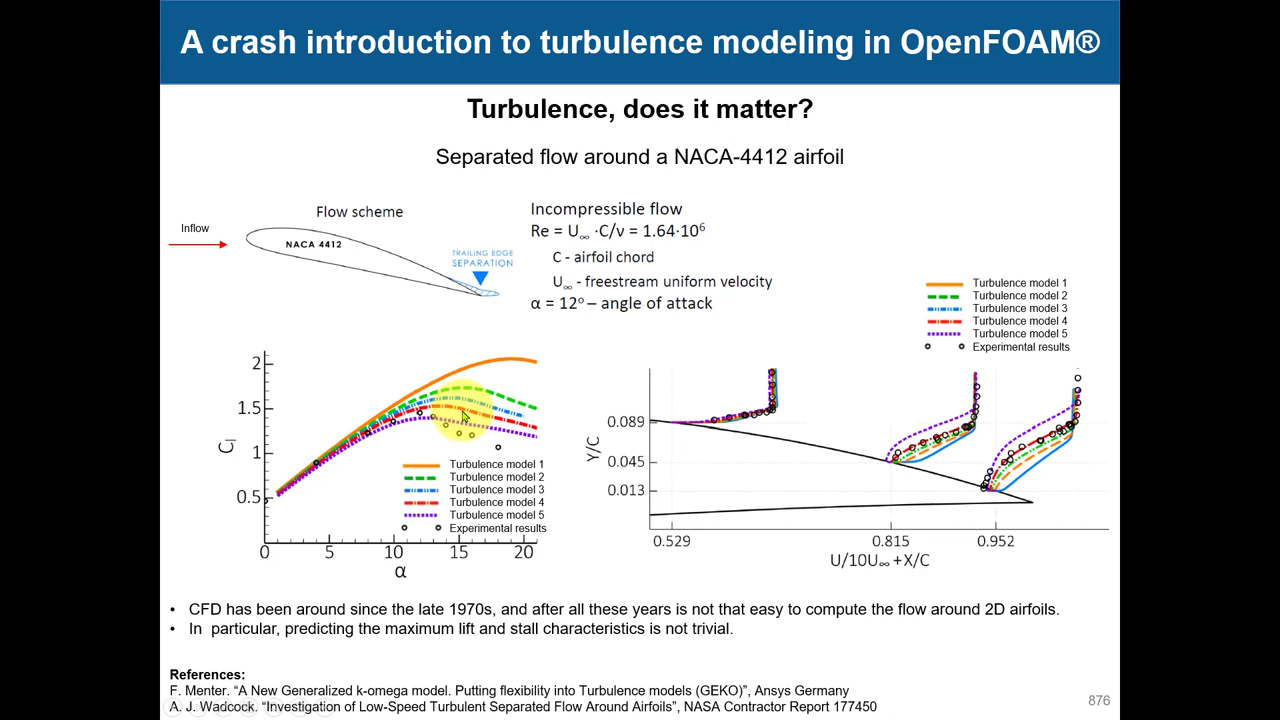 A crash introduction to turbulence modeling in OpenFOAM®
Turbulence, does it matter?
Separated flow around a NACA-4412 airfoil
Flow scheme
Inflow
NACA 4412
TRAILING EDGE
SEPARATION
Incompressible flow
Re = U∞ ·C/ν = 1.64·10⁶
C - airfoil chord
U∞ - freestream uniform velocity
α = 12º – angle of attack
Turbulence model 1
Turbulence model 2
Turbulence model 3
Turbulence model 4
Turbulence model 5
Experimental results
2
1.5
1
0.5
Cl
0 5 10 15 20
α
Turbulence model 1
Turbulence model 2
Turbulence model 3
Turbulence model 4
Turbulence model 5
Experimental results
Y/C
0.089
0.045
0.013
0.529 0.815 0.952
U/10U∞ +X/C
• CFD has been around since the late 1970s, and after all these years is not that easy to compute the flow around 2D airfoils.
• In particular, predicting the maximum lift and stall characteristics is not trivial.
References:
F. Menter. “A New Generalized k-omega model. Putting flexibility into Turbulence models (GEKO)”, Ansys Germany
A. J. Wadcock. “Investigation of Low-Speed Turbulent Separated Flow Around Airfoils”, NASA Contractor Report 177450
876